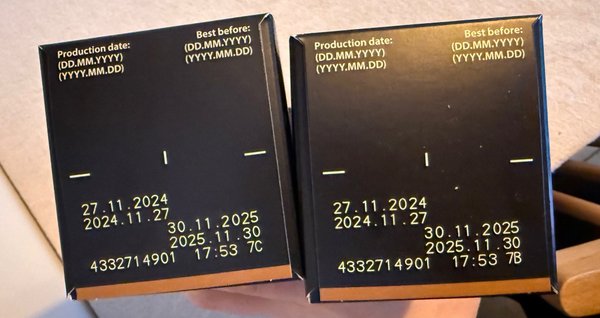 Production date:
(DD.MM.YYYY)
(YYYY.MM.DD)
Best before:
(DD.MM.YYYY)
(YYYY.MM.DD)
27.11.2024
2024.11.27
30.11.2025
2025.11.30
4332714901 17:53 7C
Production date:
(DD.MM.YYYY)
(YYYY.MM.DD)
Best before:
(DD.MM.YYYY)
(YYYY.MM.DD)
27.11.2024
2024.11.27
30.11.2025
2025.11.30
4332714901 17:53 7B